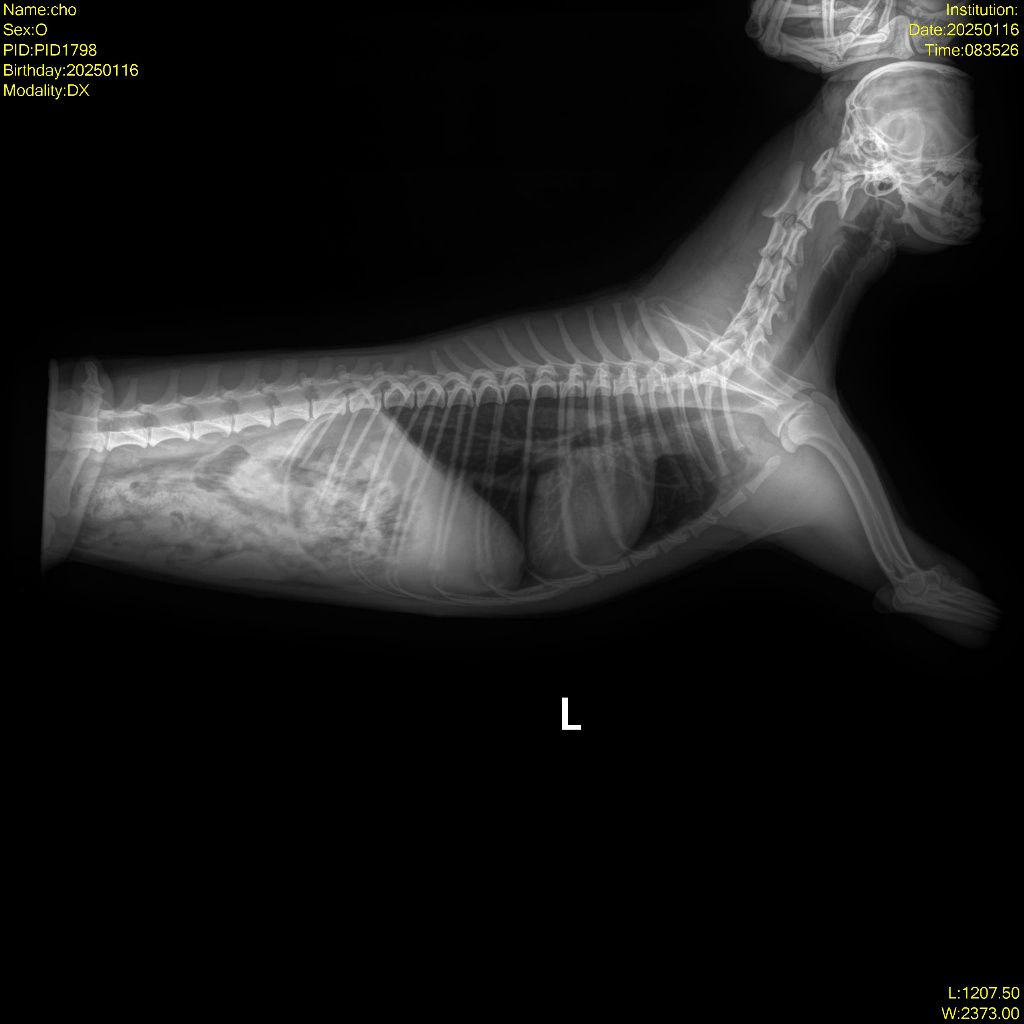 Name:cho
Sex:O
PID:PID1798
Birthday:20250116
Modality:DX
Institution:
Date:20250116
Time:083526
L
L:1207.50
W:2373.00